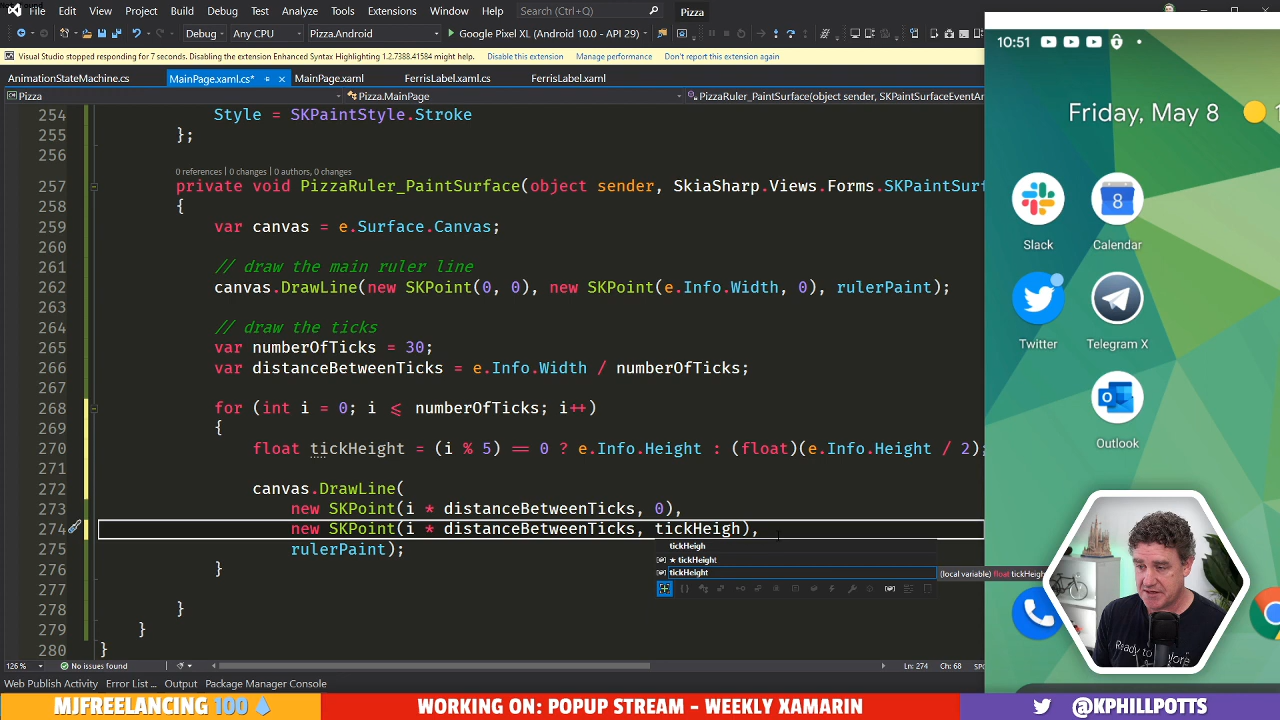 File Edit View Project Build Debug Test Analyze Tools Extensions Window Help Search (Ctrl+Q) Pizza
Debug Any CPU Pizza.Android Google Pixel XL (Android 10.0 - API 29)
Visual Studio stopped responding for 7 seconds. Disabling the extension Enhanced Syntax Highlighting 1.2.7388.41584 might help. Disable this extension Manage performance Don't report this extension again
AnimationStateMachine.cs MainPage.xaml.cs* MainPage.xaml FerrisLabel.xaml.cs FerrisLabel.xaml
Pizza Pizza.MainPage PizzaRuler_PaintSurface(object sender, SKPaintSurfaceEventAr
254 Style = SKPaintStyle.Stroke
255 };
256
0 references | 0 changes | 0 authors, 0 changes
257 private void PizzaRuler_PaintSurface(object sender, SkiaSharp.Views.Forms.SKPaintSurf
258 {
259 var canvas = e.Surface.Canvas;
260
261 // draw the main ruler line
262 canvas.DrawLine(new SKPoint(0, 0), new SKPoint(e.Info.Width, 0), rulerPaint);
263
264 // draw the ticks
265 var numberOfTicks = 30;
266 var distanceBetweenTicks = e.Info.Width / numberOfTicks;
267
268 for (int i = 0; i <= numberOfTicks; i++)
269 {
270 float tickHeight = (i % 5) == 0 ? e.Info.Height : (float)(e.Info.Height / 2);
271
272 canvas.DrawLine(
273 new SKPoint(i * distanceBetweenTicks, 0),
274 new SKPoint(i * distanceBetweenTicks, tickHeigh),
275 rulerPaint);
276 }
277
278 }
279 }
280 }
tickHeigh
★ tickHeight
tickHeight
(local variable) float tickHeight
126 % No issues found Ln: 274 Ch: 68 SPC
Web Publish Activity Error List ... Output Package Manager Console
10:51
Friday, May 8
Slack
Calendar
8
Twitter
Telegram X
Outlook
Ready to Explore
MJFREELANCING 100
WORKING ON: POPUP STREAM - WEEKLY XAMARIN
@KPHILLPOTTS